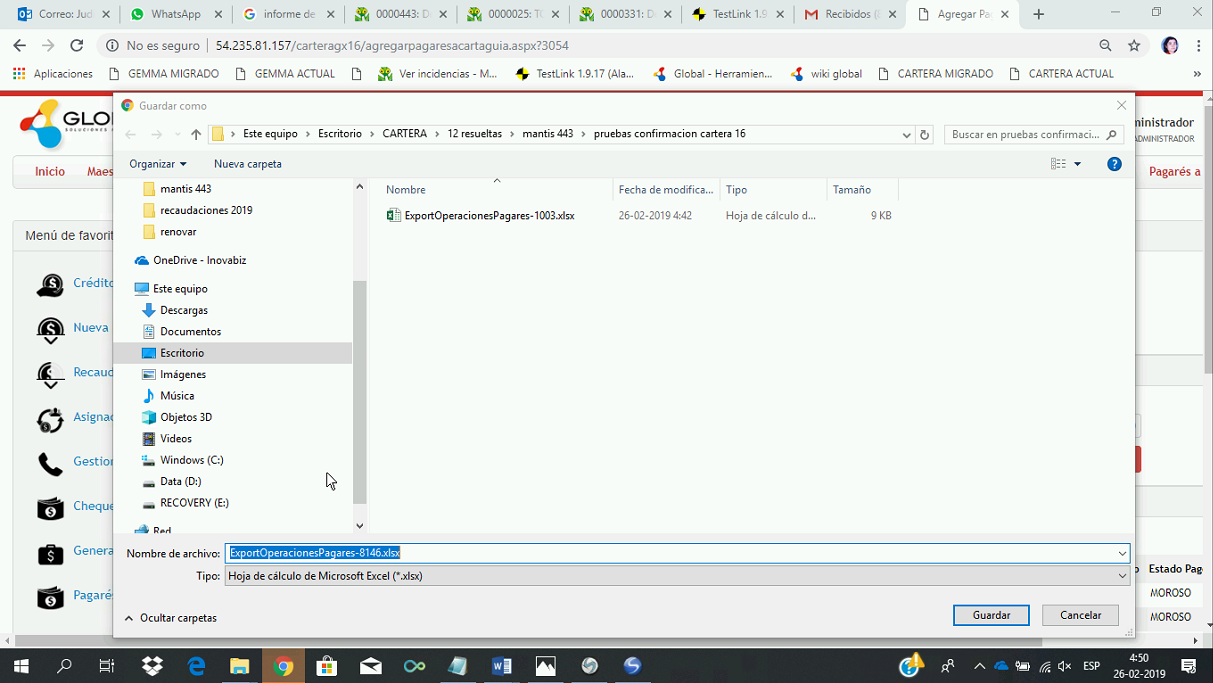 Correo: Jud
WhatsApp
informe de
0000443: D
0000025: T
0000331: D
TestLink 1.9
Recibidos (
Agregar Pa
No es seguro | 54.235.81.157/carteragx16/agregarpagaresacartaguia.aspx?3054
Aplicaciones GEMMA MIGRADO GEMMA ACTUAL Ver incidencias - M... TestLink 1.9.17 (Ala... Global - Herramien... wiki global CARTERA MIGRADO CARTERA ACTUAL »
GLO
SOLUCIONES
ministrador
ADMINISTRADOR
Inicio Maes
Pagarés a
Menú de favorit
Crédito
Nueva
Recaud
Asignac
Gestion
Cheque
Genera
Pagaré
Guardar como
Este equipo > Escritorio > CARTERA > 12 resueltas > mantis 443 > pruebas confirmacion cartera 16
Buscar en pruebas confirmaci...
Organizar Nueva carpeta
mantis 443
recaudaciones 2019
renovar
OneDrive - Inovabiz
Este equipo
Descargas
Documentos
Escritorio
Imágenes
Música
Objetos 3D
Videos
Windows (C:)
Data (D:)
RECOVERY (E:)
Red
Nombre Fecha de modifica... Tipo Tamaño
ExportOperacionesPagares-1003.xlsx 26-02-2019 4:42 Hoja de cálculo d... 9 KB
Nombre de archivo: ExportOperacionesPagares-8146.xlsx
Tipo: Hoja de cálculo de Microsoft Excel (*.xlsx)
Ocultar carpetas
Guardar Cancelar
o Estado Pag
MOROSO
MOROSO
ESP
4:50
26-02-2019